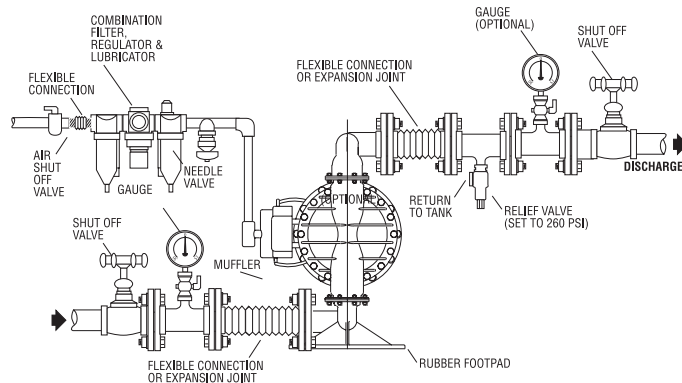 COMBINATION
FILTER,
REGULATOR &
LUBRICATOR
FLEXIBLE
CONNECTION
AIR
SHUT
OFF
VALVE
GAUGE
NEEDLE
VALVE
GAUGE
(OPTIONAL)
SHUT OFF
VALVE
FLEXIBLE CONNECTION
OR EXPANSION JOINT
DISCHARGE
RETURN
TO TANK
RELIEF VALVE
(SET TO 260 PSI)
(OPTIONAL)
SHUT OFF
VALVE
MUFFLER
FLEXIBLE CONNECTION
OR EXPANSION JOINT
RUBBER FOOTPAD